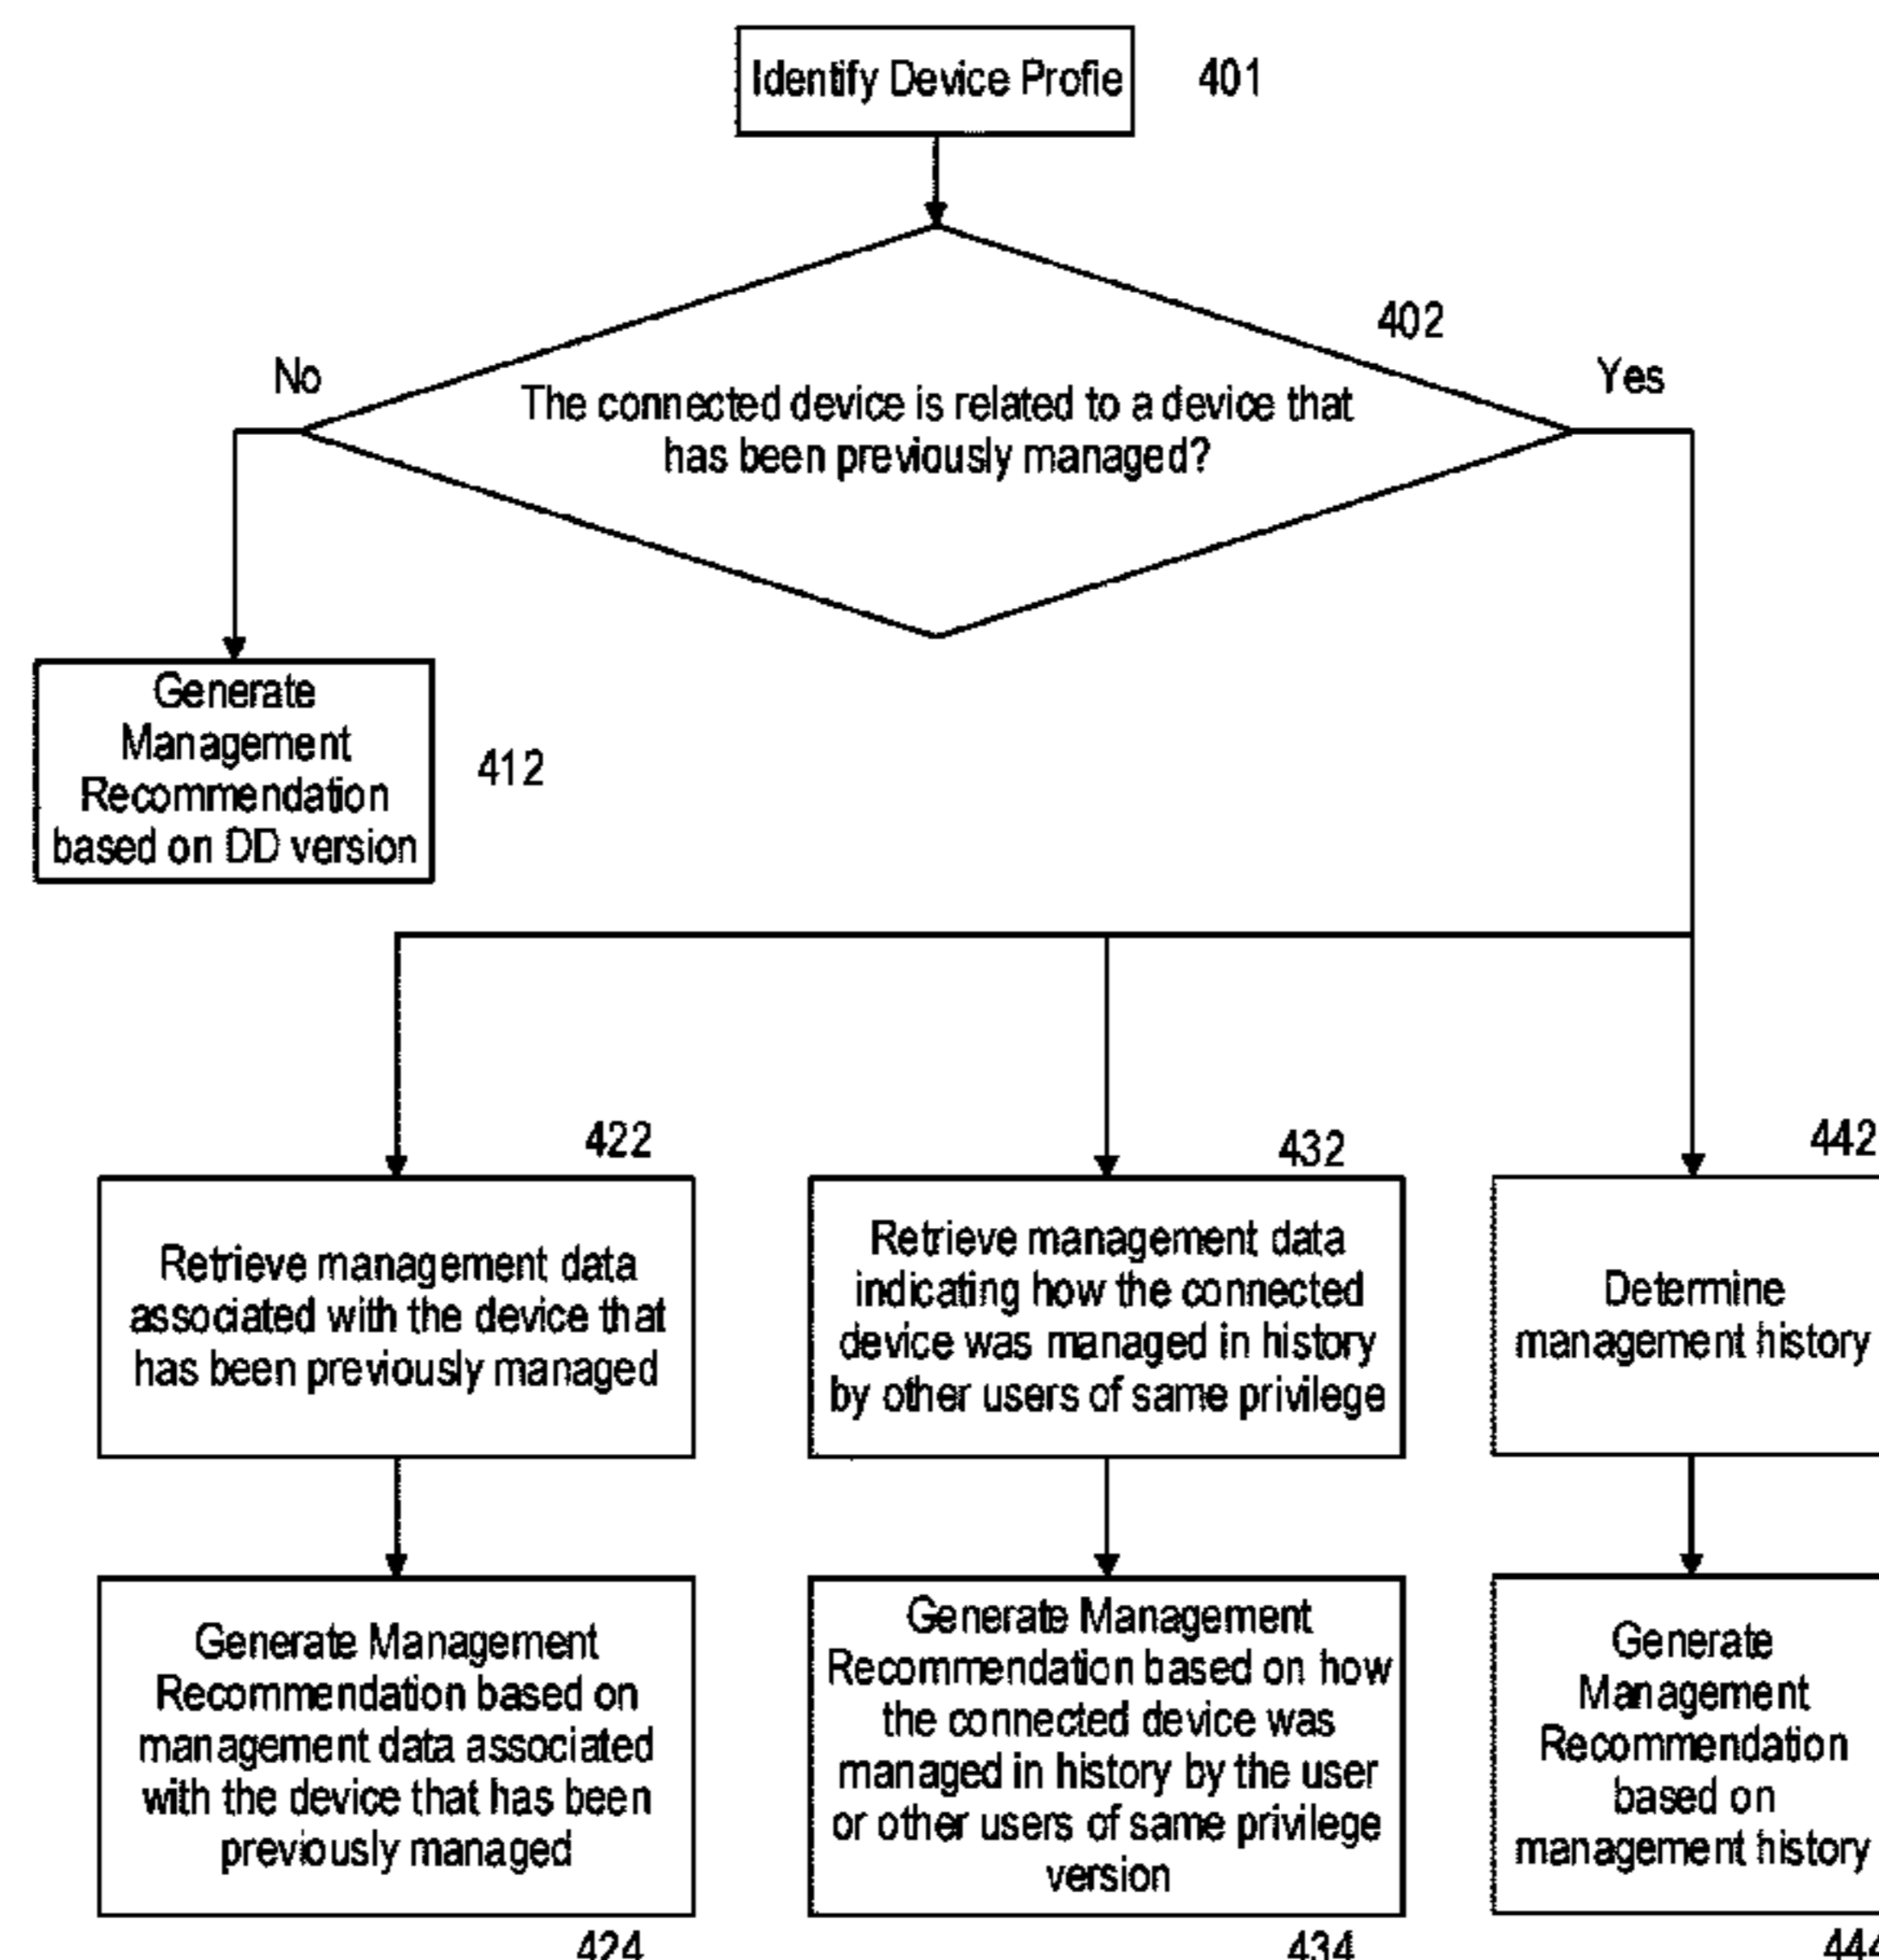 Identify Device Profie
401
402
No
Yes
The connected device is related to a device that
has been previously managed?
Generate
Management
Recommendation
based on DD version
412
422
432
442
Retrieve management data
associated with the device that
has been previously managed
Retrieve management data
indicating how the connected
device was managed in history
by other users of same privilege
Determine
management history
Generate Management
Recommendation based on
management data associated
with the device that has been
previously managed
Generate Management
Recommendation based on how
the connected device was
managed in history by the user
or other users of same privilege
version
Generate
Management
Recommendation
based on
management history
424
434
444